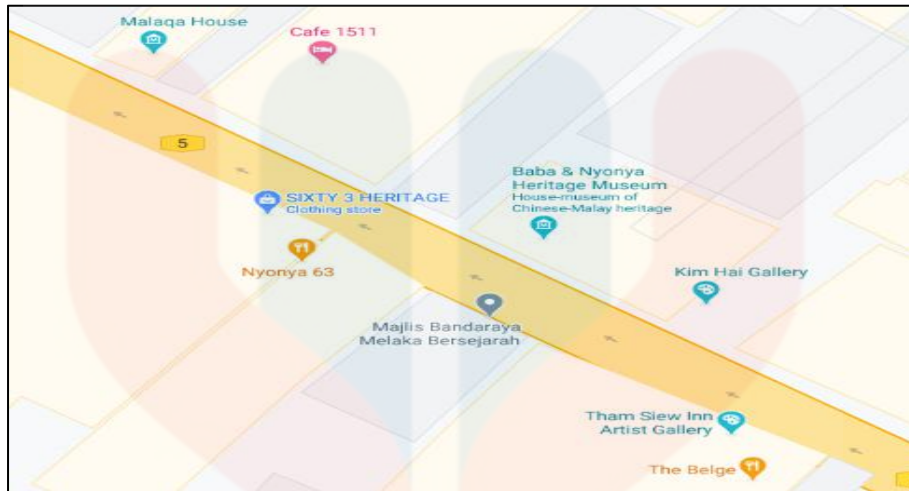 Malaqa House
Cafe 1511
5
SIXTY 3 HERITAGE
Clothing store
Baba & Nyonya
Heritage Museum
House-museum of
Chinese-Malay heritage
Nyonya 63
Kim Hai Gallery
Majlis Bandaraya
Melaka Bersejarah
Tham Siew Inn
Artist Gallery
The Belge